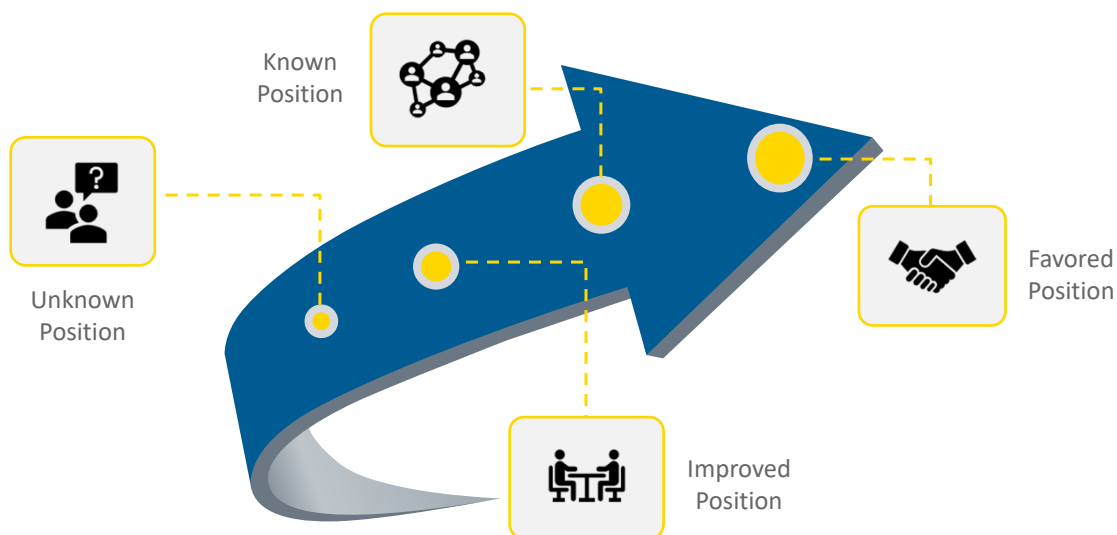 Known
Position
?
Unknown
Position
Favored
Position
Improved
Position